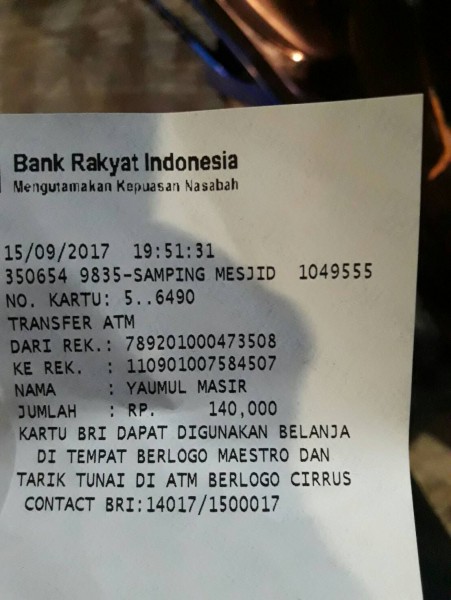 Bank Rakyat Indonesia
Mengutamakan Kepuasan Nasabah
15/09/2017 19:51:31
350654 9835-SAMPING MESJID 1049555
NO. KARTU: 5..6490
TRANSFER ATM
DARI REK.: 789201000473508
KE REK. : 110901007584507
NAMA : YAUMUL MASIR
JUMLAH : RP. 140,000
KARTU BRI DAPAT DIGUNAKAN BELANJA
DI TEMPAT BERLOGO MAESTRO DAN
TARIK TUNAI DI ATM BERLOGO CIRRUS
CONTACT BRI:14017/1500017